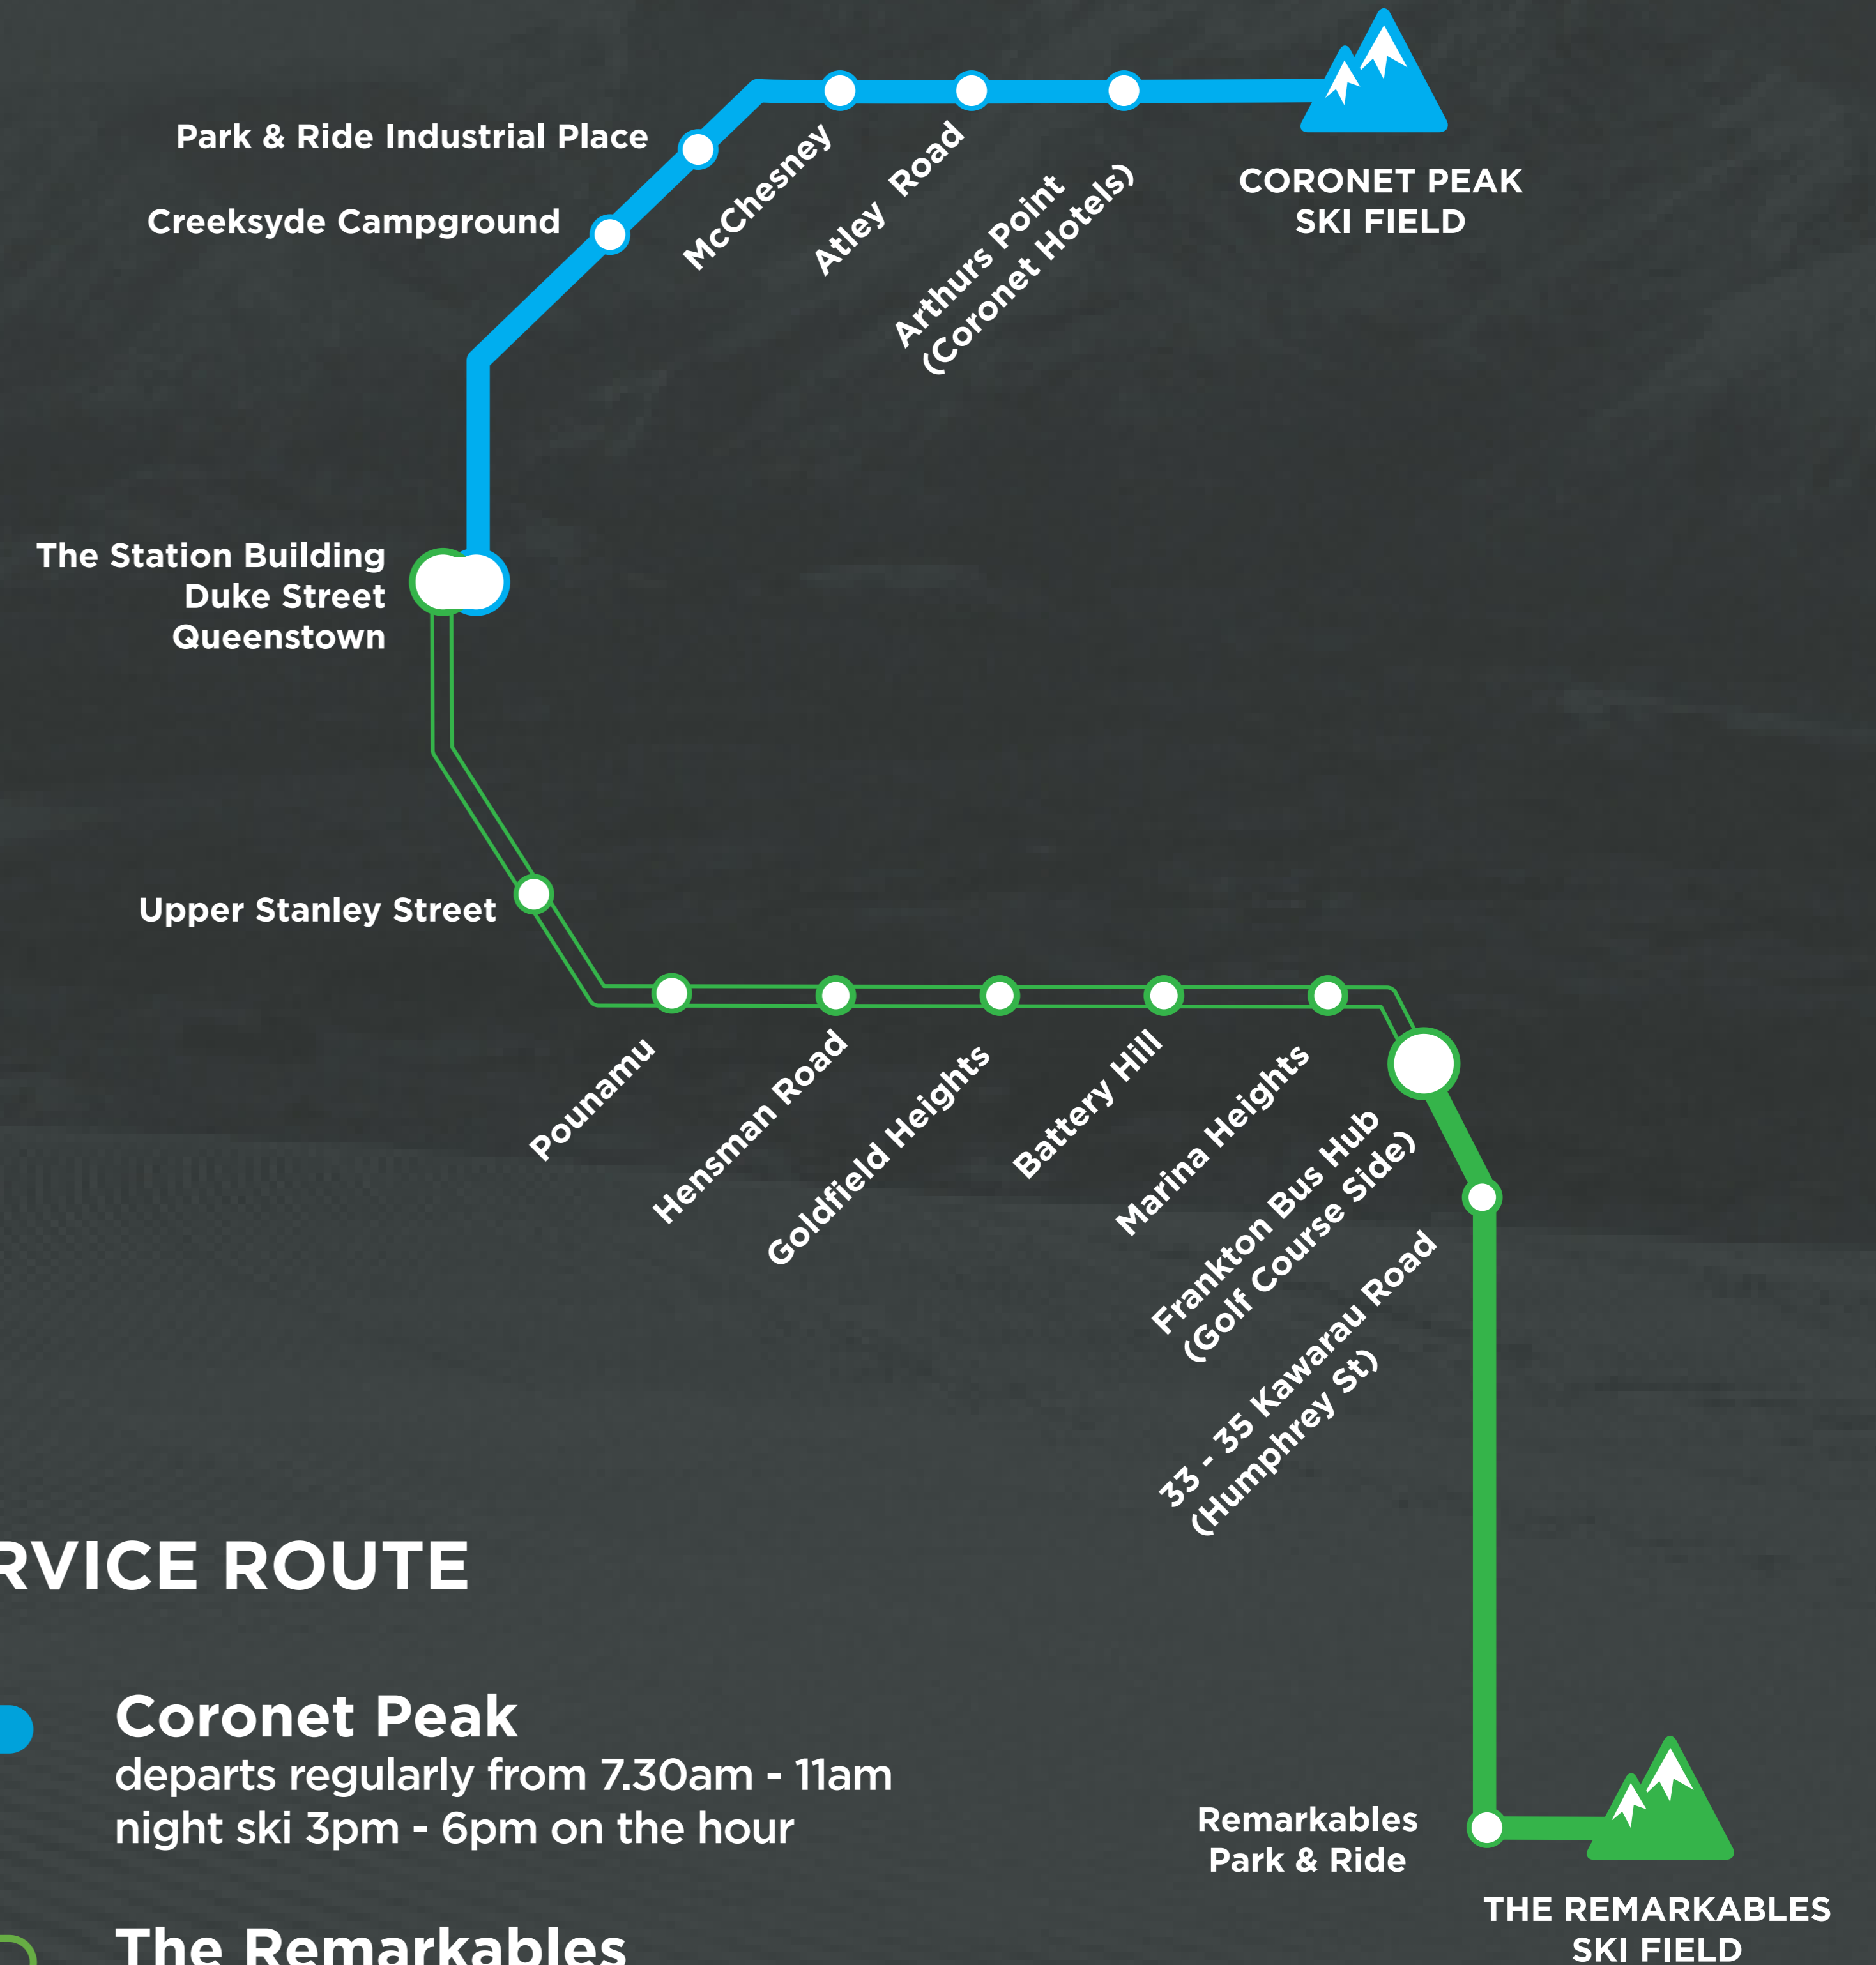 Park & Ride Industrial Place
Creeksyde Campground
McChesney
Atley Road
Arthurs Point
(Coronet Hotels)
CORONET PEAK
SKI FIELD
The Station Building
Duke Street
Queenstown
Upper Stanley Street
Pounamu
Hensman Road
Goldfield Heights
Battery Hill
Marina Heights
Frankton Bus Hub
(Golf Course Side)
33 - 35 Kawarau Road
(Humphrey St)
RVICE ROUTE
Coronet Peak
departs regularly from 7.30am - 11am
night ski 3pm - 6pm on the hour
Remarkables
Park & Ride
THE REMARKABLES
SKI FIELD
The Remarkables